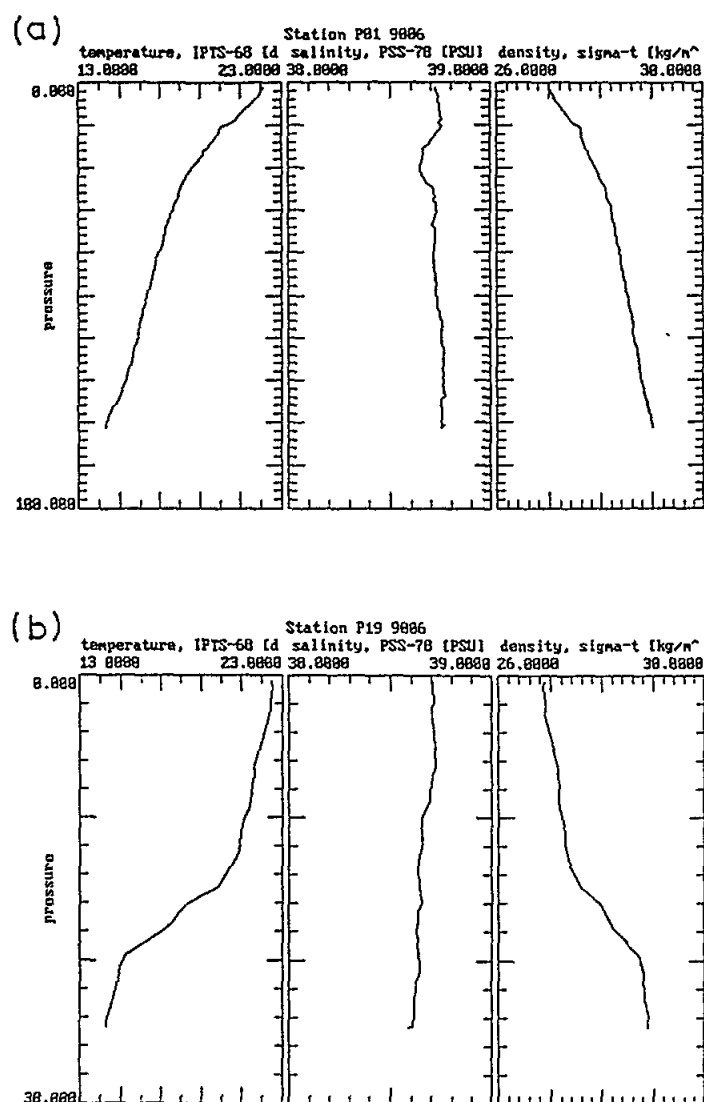 (a)
Station P01 9006
temperature, IPTS-68 [d salinity, PSS-78 [PSU] density, sigma-t [kg/m^
13.0000 23.0000 38.0000 39.0000 26.0000 30.0000
0.000
pressure
100.000
(b)
Station P19 9006
temperature, IPTS-68 [d salinity, PSS-78 [PSU] density, sigma-t [kg/m^
13.0000 23.0000 38.0000 39.0000 26.0000 30.0000
0.000
pressure
30.000